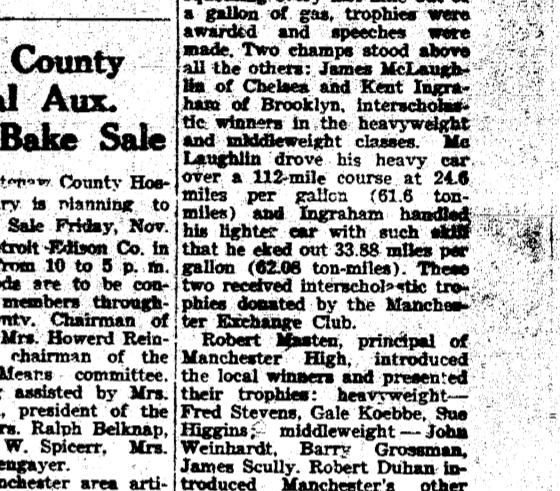 County
al Aux.
Bake Sale
County Hos-
ry is planning to
Sale Friday, Nov.
etroit Edison Co. in
from 10 to 5 p. m.
ods are to be con-
members through-
Chairman of
Mrs. Howerd Rein-
chairman of the
Means committee.
assisted by Mrs.
, president of the
rs. Ralph Belknap,
W. Spicerr, Mrs.
engayer.
nchester area arti-
a gallon of gas, trophies were
awarded and speeches were
made. Two champs stood above
all the others: James McLaugh-
lin of Chelsea and Kent Ingra-
ham of Brooklyn, interscholas-
tic winners in the heavyweight
and middleweight classes. Mc
Laughlin drove his heavy car
over a 112-mile course at 24.6
miles per gallon (61.6 ton-
miles) and Ingraham handled
his lighter car with such skill
that he eked out 33.88 miles per
gallon (62.08 ton-miles). These
two received interscholastic tro-
phies donated by the Manches-
ter Exchange Club.
Robert Masten, principal of
Manchester High, introduced
the local winners and presented
their trophies: heavyweight—
Fred Stevens, Gale Koebbe, Sue
Higgins; middleweight — John
Weinhardt, Barry Grossman,
James Scully. Robert Duhan in-
troduced Manchester's other